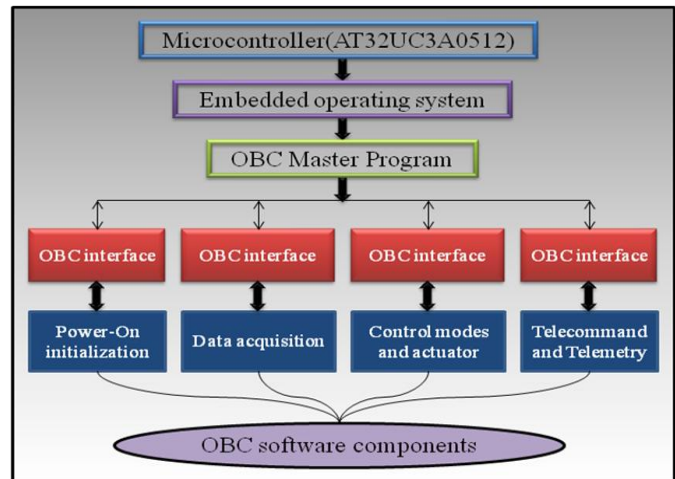 Microcontroller(AT32UC3A0512)
Embedded operating system
OBC Master Program
OBC interface
OBC interface
OBC interface
OBC interface
Power-On
initialization
Data acquisition
Control modes
and actuator
Telecommand
and Telemetry
OBC software components